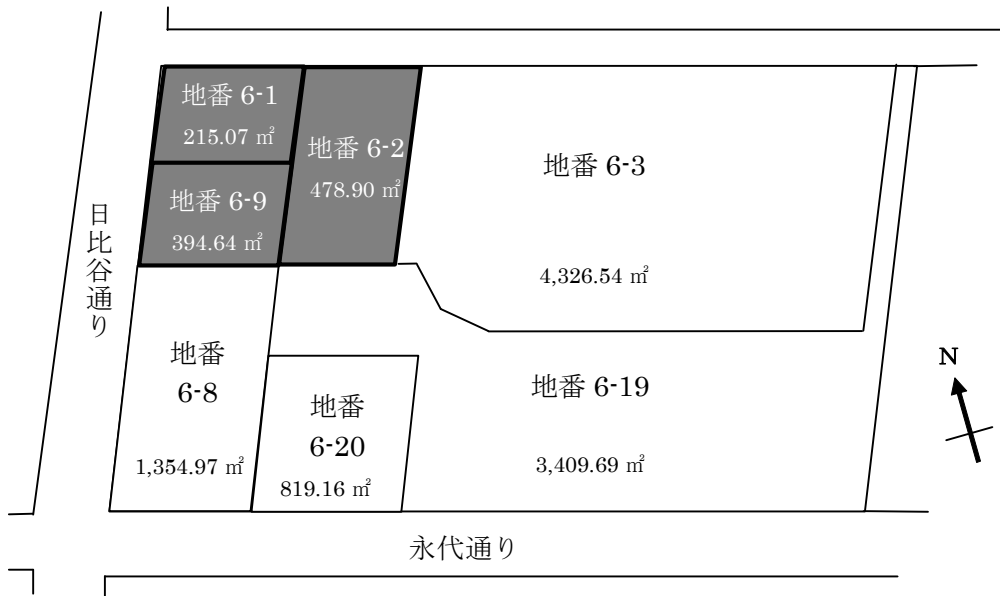 地番 6-1
215.07 ㎡
地番 6-2
478.90 ㎡
地番 6-9
394.64 ㎡
地番 6-3
4,326.54 ㎡
日比谷通り
地番
6-8
1,354.97 ㎡
地番
6-20
819.16 ㎡
地番 6-19
3,409.69 ㎡
N
永代通り